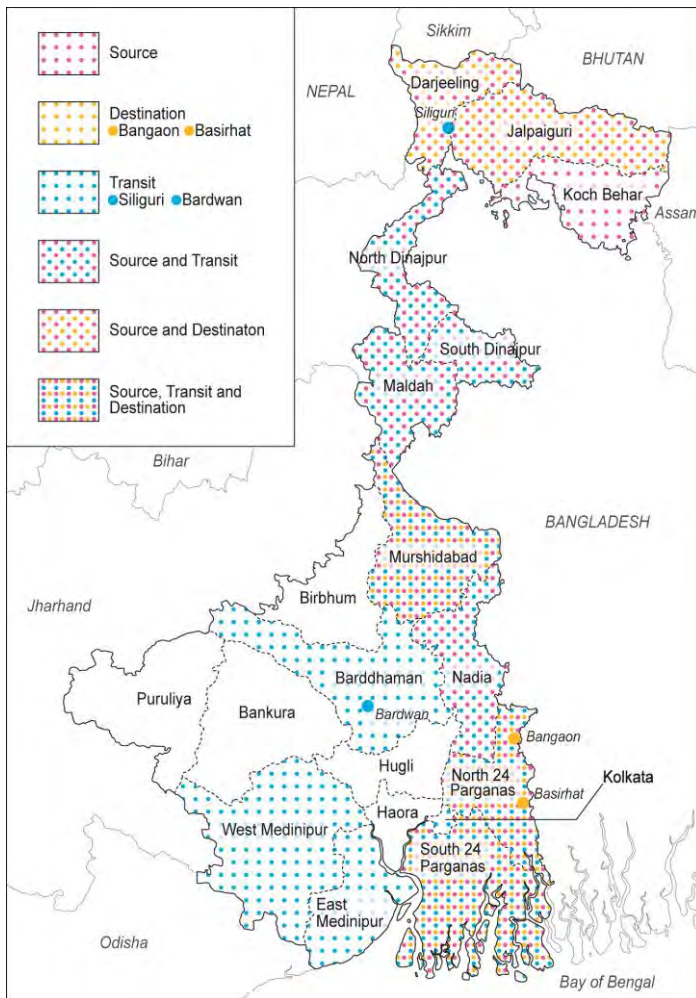 Source
Destination
Bangaon Basirhat
Transit
Siliguri Bardwan
Source and Transit
Source and Destinaton
Source, Transit and
Destination
Sikkim
BHUTAN
NEPAL
Darjeeling
Siliguri
Jalpaiguri
Koch Behar
Assam
North Dinajpur
South Dinajpur
Maldah
Bihar
BANGLADESH
Murshidabad
Birbhum
Jharhand
Barddhaman
Nadia
Puruliya
Bankura
Bardwan
Bangaon
Hugli
North 24
Parganas
Kolkata
Basirhat
Haora
West Medinipur
South 24
Parganas
East
Medinipur
Odisha
Bay of Bengal